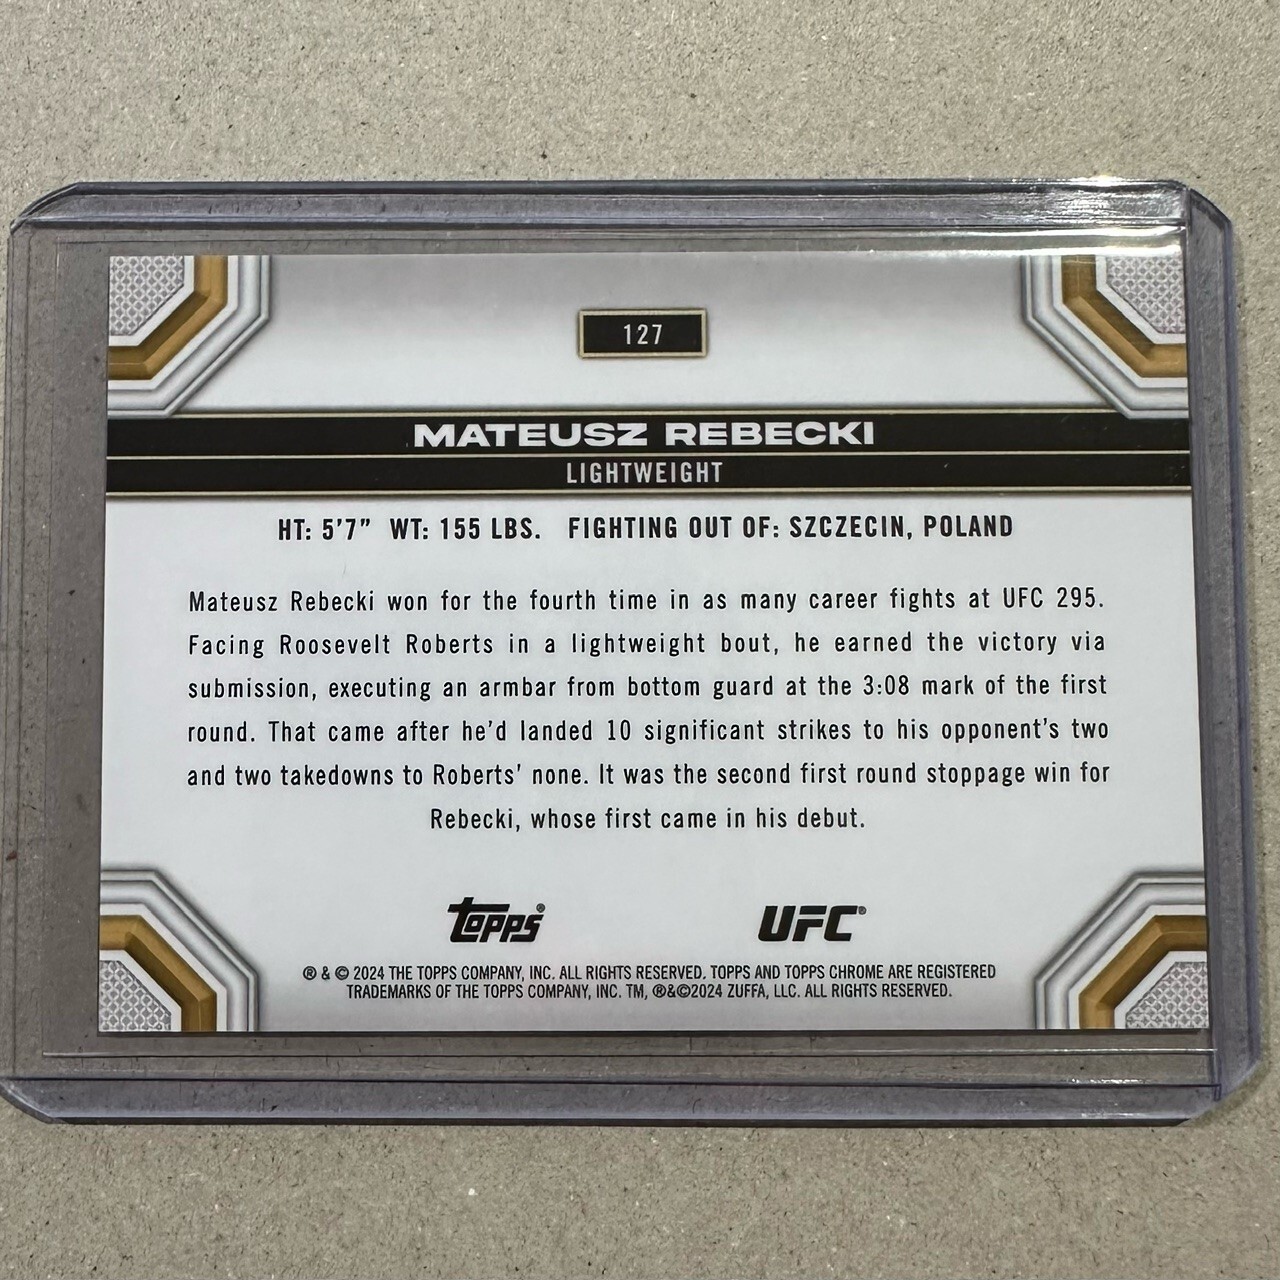 127
MATEUSZ REBECKI
LIGHTWEIGHT
HT: 5'7" WT: 155 LBS. FIGHTING OUT OF: SZCZECIN, POLAND
Mateusz Rebecki won for the fourth time in as many career fights at UFC 295.
Facing Roosevelt Roberts in a lightweight bout, he earned the victory via
submission, executing an armbar from bottom guard at the 3:08 mark of the first
round. That came after he'd landed 10 significant strikes to his opponent's two
and two takedowns to Roberts' none. It was the second first round stoppage win for
Rebecki, whose first came in his debut.
Topps® UFC®
® & © 2024 THE TOPPS COMPANY, INC. ALL RIGHTS RESERVED. TOPPS AND TOPPS CHROME ARE REGISTERED
TRADEMARKS OF THE TOPPS COMPANY, INC. TM, ®&©2024 ZUFFA, LLC. ALL RIGHTS RESERVED.